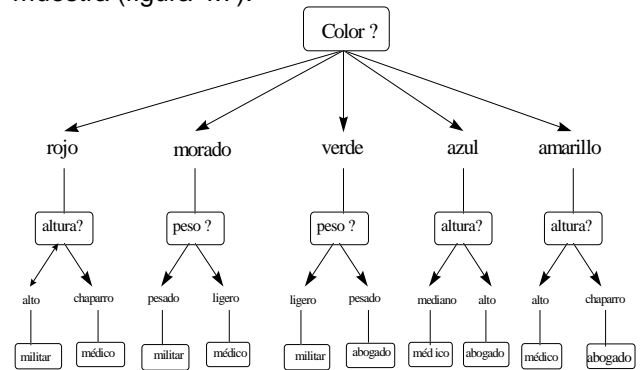 muestra (figura 4.7).
Color ?
rojo morado verde azul amarillo
altura? peso ? peso ? altura? altura?
alto chaparro pesado ligero ligero pesado mediano alto alto chaparro
militar médico militar médico militar abogado méd ico abogado médico abogado